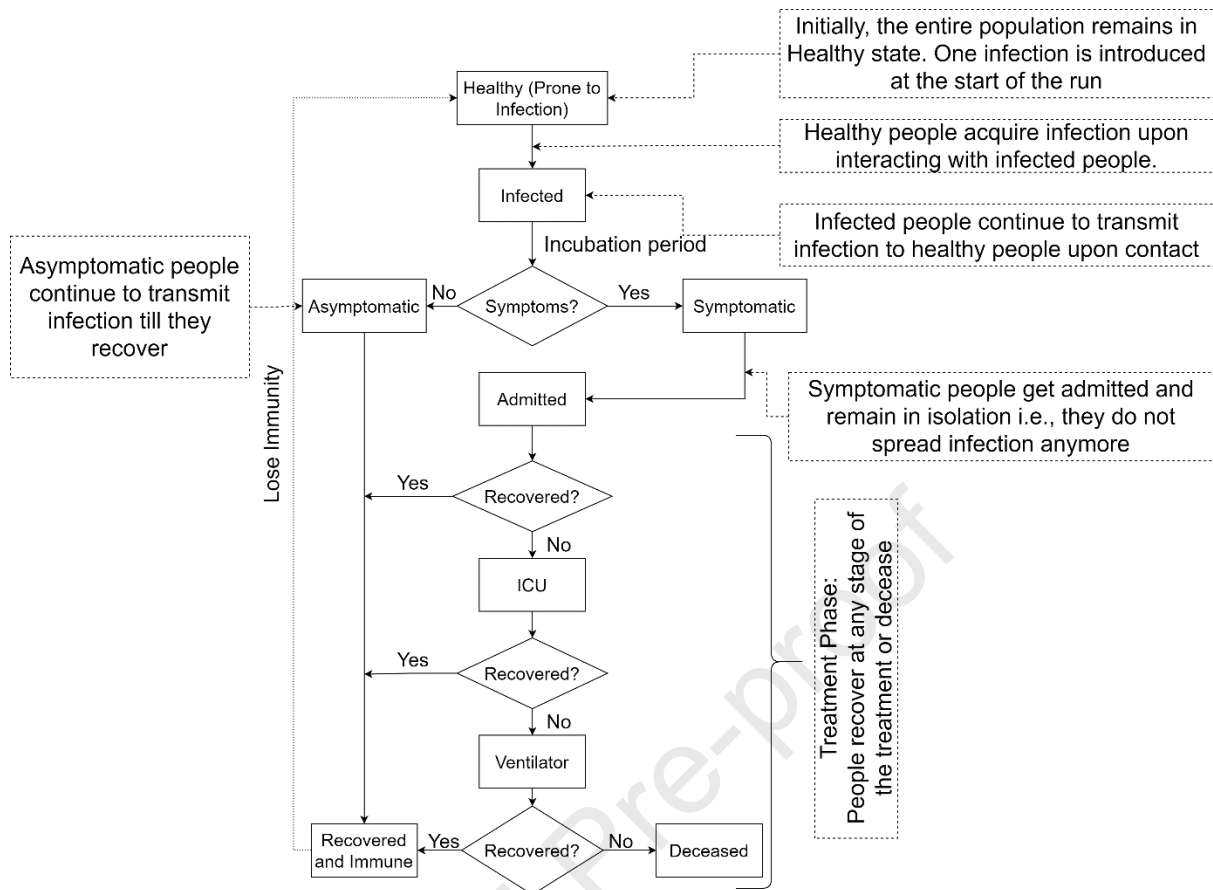 Initially, the entire population remains in
Healthy state. One infection is introduced
at the start of the run
Healthy (Prone to
Infection)
Healthy people acquire infection upon
interacting with infected people.
Infected
Infected people continue to transmit
infection to healthy people upon contact
Incubation period
Asymptomatic people
continue to transmit
infection till they
recover
Asymptomatic
No
Symptoms?
Yes
Symptomatic
Lose Immunity
Admitted
Symptomatic people get admitted and
remain in isolation i.e., they do not
spread infection anymore
Yes
Recovered?
No
ICU
Yes
Recovered?
No
Ventilator
Treatment Phase:
People recover at any stage of
the treatment or decease
Recovered
and Immune
Yes
Recovered?
No
Deceased
Pre-proof